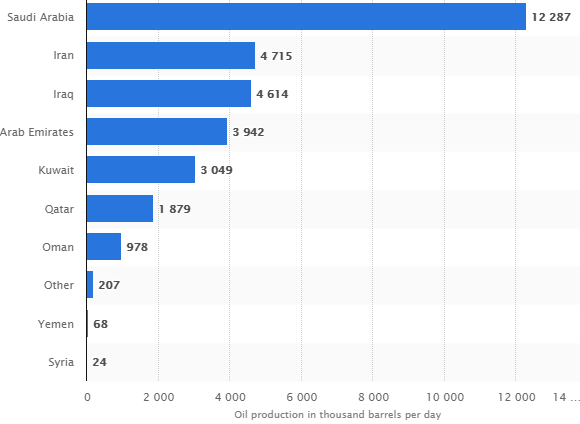 Saudi Arabia 12 287
Iran 4 715
Iraq 4 614
Arab Emirates 3 942
Kuwait 3 049
Qatar 1 879
Oman 978
Other 207
Yemen 68
Syria 24
0 2 000 4 000 6 000 8 000 10 000 12 000 14 ...
Oil production in thousand barrels per day